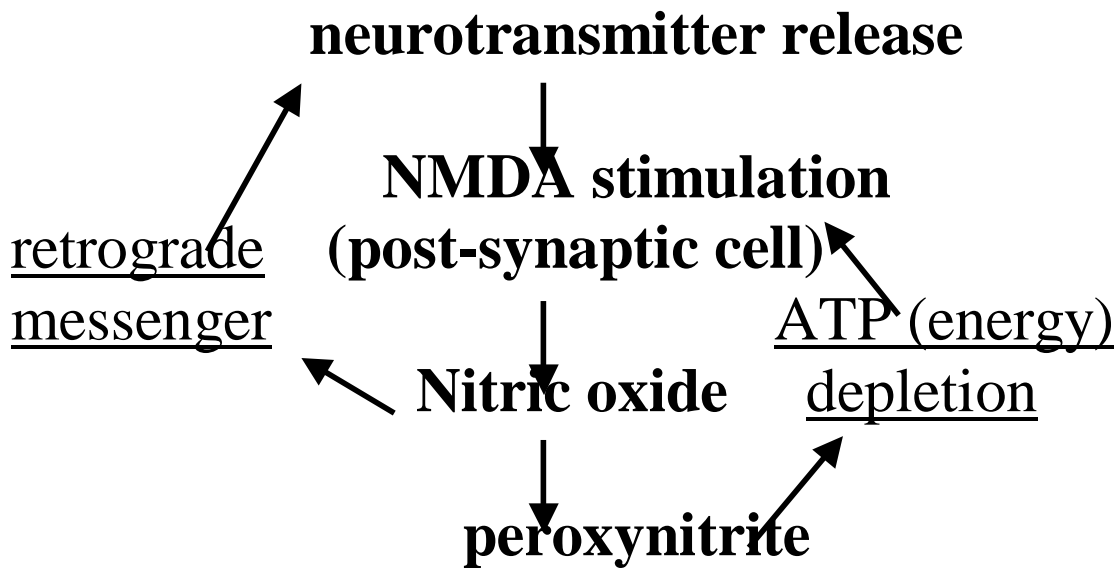 neurotransmitter release
NMDA stimulation
(post-synaptic cell)
retrograde
messenger
ATP (energy)
depletion
Nitric oxide
peroxynitrite